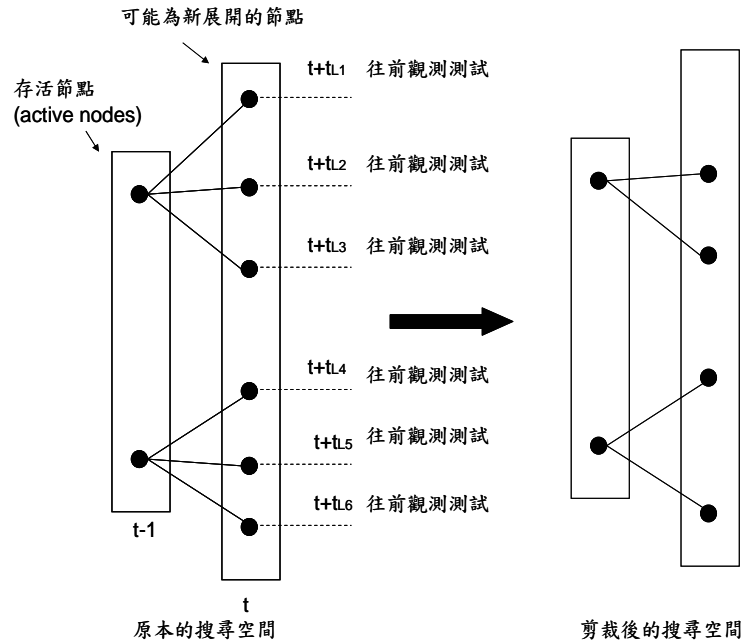 可能為新展開的節點
存活節點
(active nodes)
t+tL1 往前觀測測試
t+tL2 往前觀測測試
t+tL3 往前觀測測試
t+tL4 往前觀測測試
t+tL5 往前觀測測試
t+tL6 往前觀測測試
t-1
t
原本的搜尋空間
剪裁後的搜尋空間